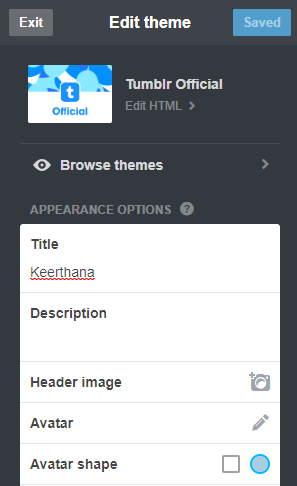 Exit Edit theme Saved
t
Official
Tumblr Official
Edit HTML >
Browse themes >
APPEARANCE OPTIONS ?
Title
Keerthana
Description
Header image
Avatar
Avatar shape